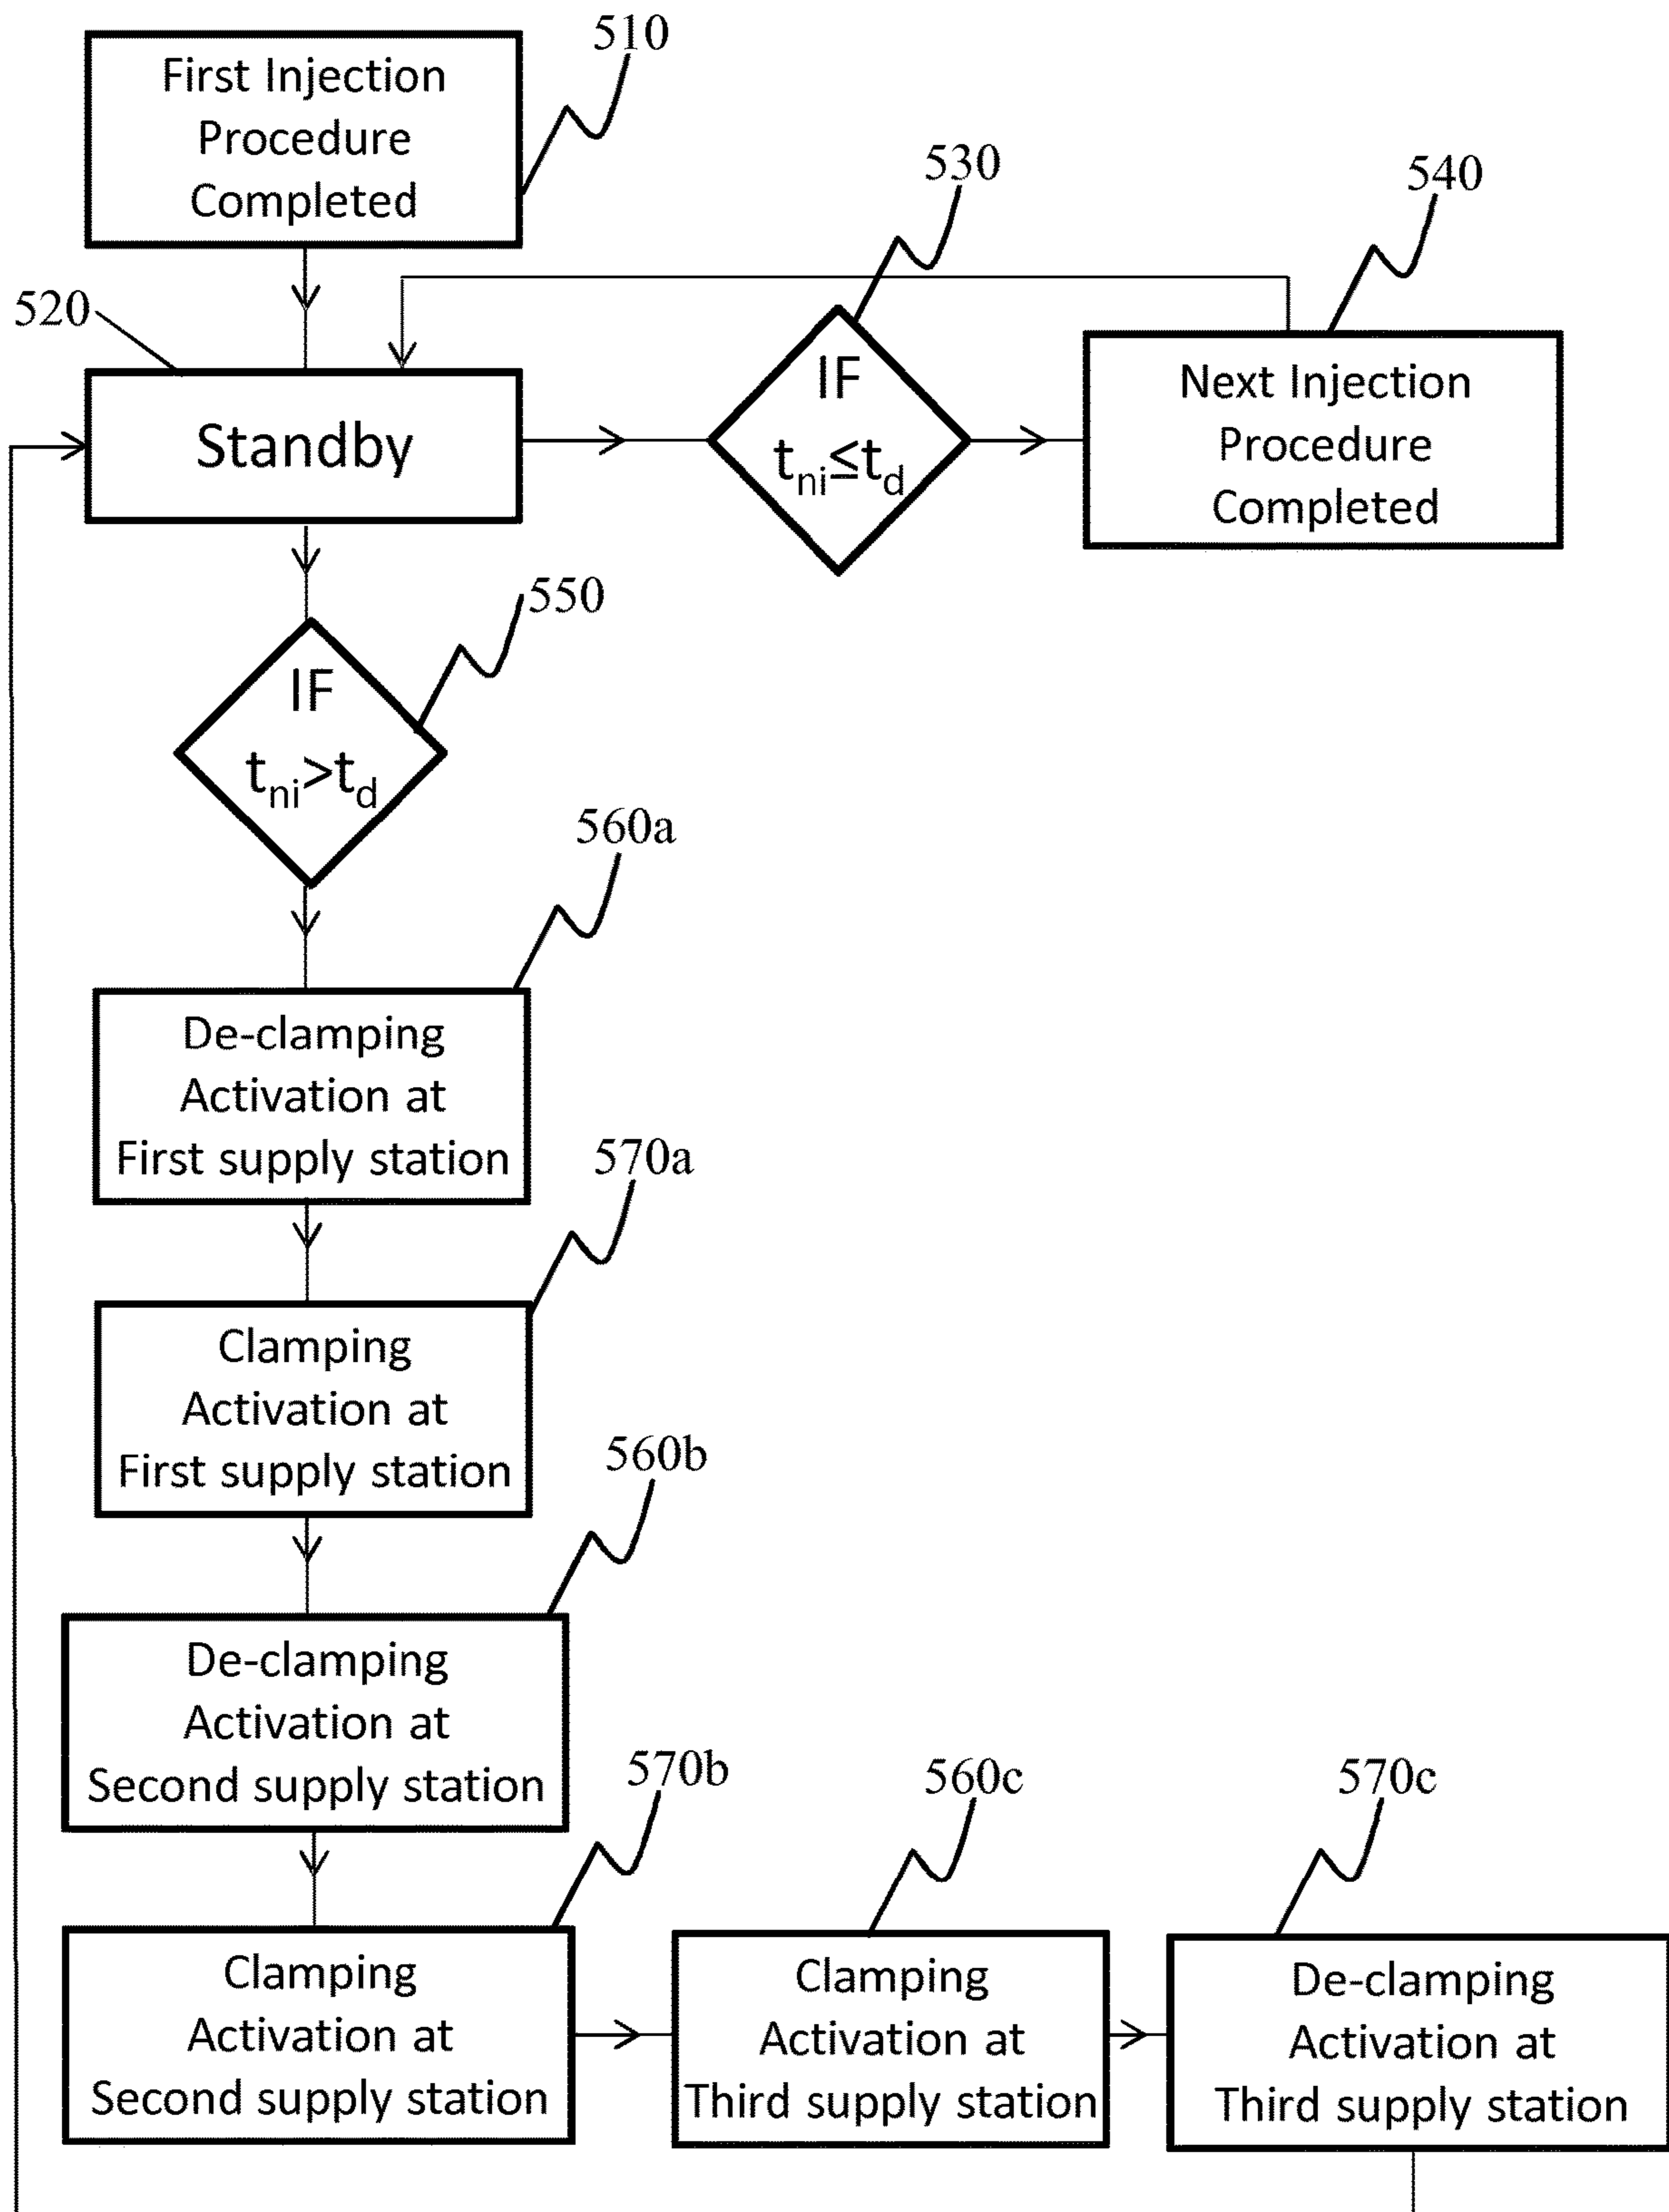 510
First Injection
Procedure
Completed
520
Standby
530
IF
tₙᵢ≤t_d
540
Next Injection
Procedure
Completed
550
IF
tₙᵢ>t_d
560a
De-clamping
Activation at
First supply station
570a
Clamping
Activation at
First supply station
560b
De-clamping
Activation at
Second supply station
570b
Clamping
Activation at
Second supply station
560c
Clamping
Activation at
Third supply station
570c
De-clamping
Activation at
Third supply station